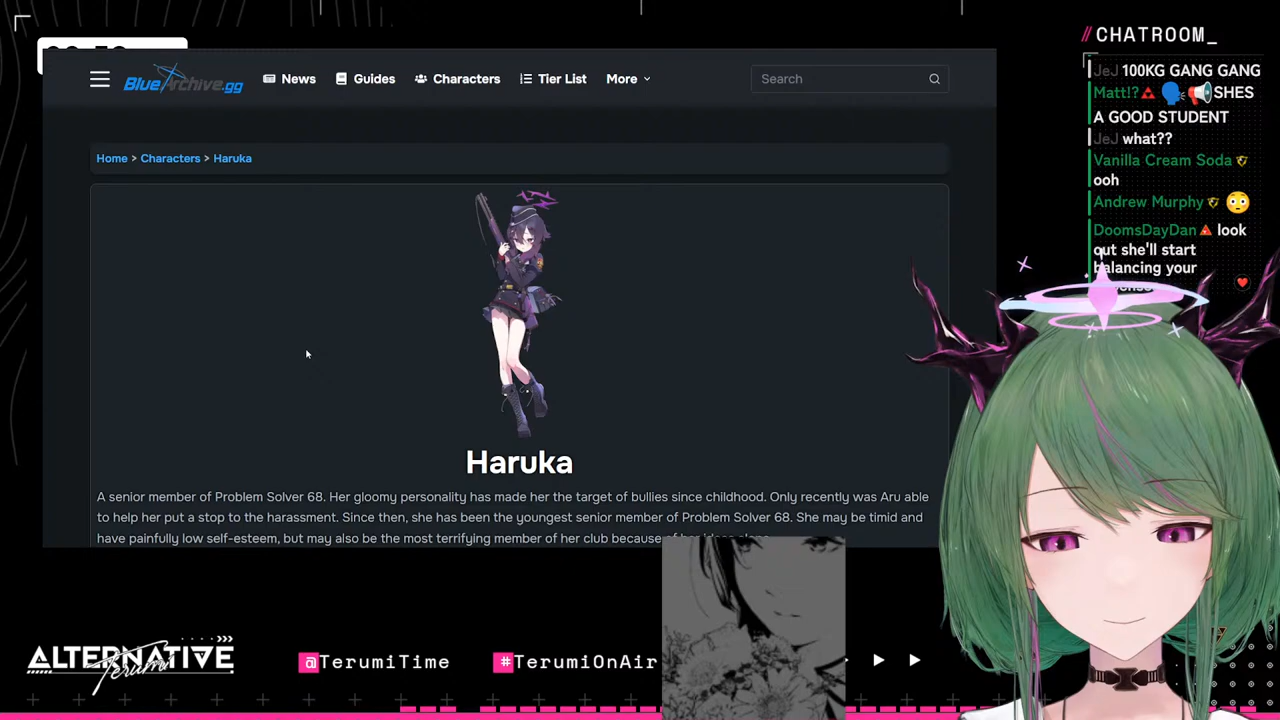 BlueArchive.gg
News
Guides
Characters
Tier List
More
Search
Home > Characters > Haruka
Haruka
A senior member of Problem Solver 68. Her gloomy personality has made her the target of bullies since childhood. Only recently was Aru able
to help her put a stop to the harassment. Since then, she has been the youngest senior member of Problem Solver 68. She may be timid and
have painfully low self-esteem, but may also be the most terrifying member of her club because
//CHATROOM_
JeJ 100KG GANG GANG
Matt!? SHES
A GOOD STUDENT
JeJ what??
Vanilla Cream Soda
ooh
Andrew Murphy
DoomsDayDan look
out she'll start
balancing your
ALTERNATIVE
Terumi
@TerumiTime
#TerumiOnAir